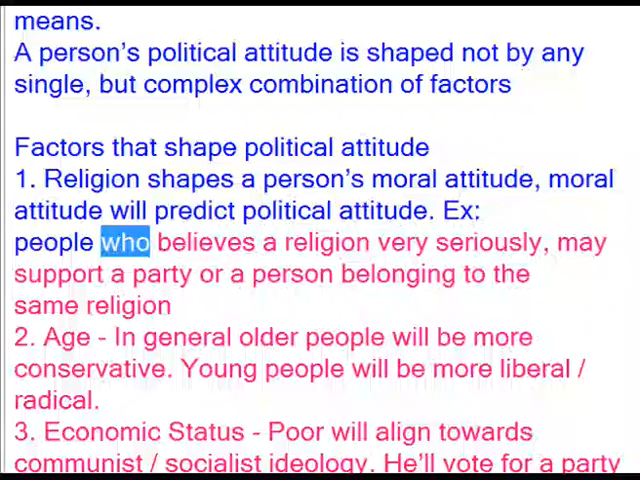 means.
A person's political attitude is shaped not by any
single, but complex combination of factors
Factors that shape political attitude
1. Religion shapes a person's moral attitude, moral
attitude will predict political attitude. Ex:
people who believes a religion very seriously, may
support a party or a person belonging to the
same religion
2. Age - In general older people will be more
conservative. Young people will be more liberal /
radical.
3. Economic Status - Poor will align towards
communist / socialist ideology. He'll vote for a party